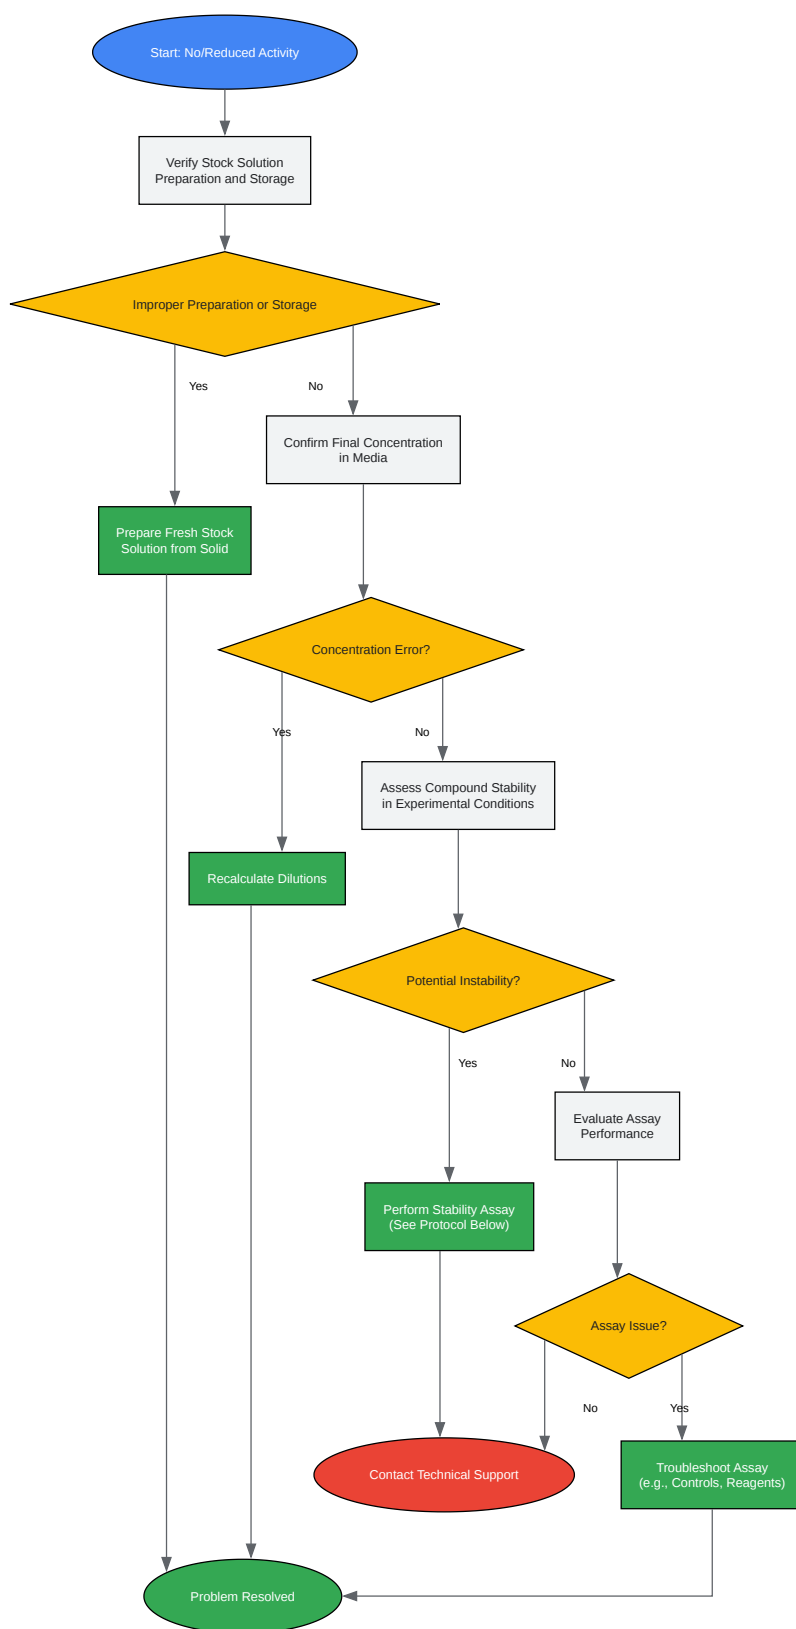 Start: No/Reduced Activity
Verify Stock Solution
Preparation and Storage
Improper Preparation or Storage
Yes
No
Confirm Final Concentration
in Media
Prepare Fresh Stock
Solution from Solid
Concentration Error?
Yes
No
Assess Compound Stability
in Experimental Conditions
Recalculate Dilutions
Potential Instability?
Yes
No
Evaluate Assay
Performance
Perform Stability Assay
(See Protocol Below)
Assay Issue?
No
Yes
Contact Technical Support
Troubleshoot Assay
(e.g., Controls, Reagents)
Problem Resolved